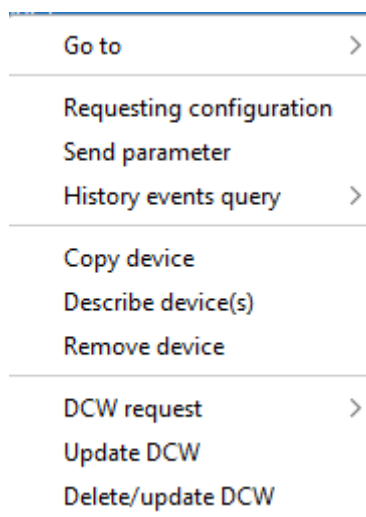 Go to
Requesting configuration
Send parameter
History events query
Copy device
Describe device(s)
Remove device
DCW request
Update DCW
Delete/update DCW